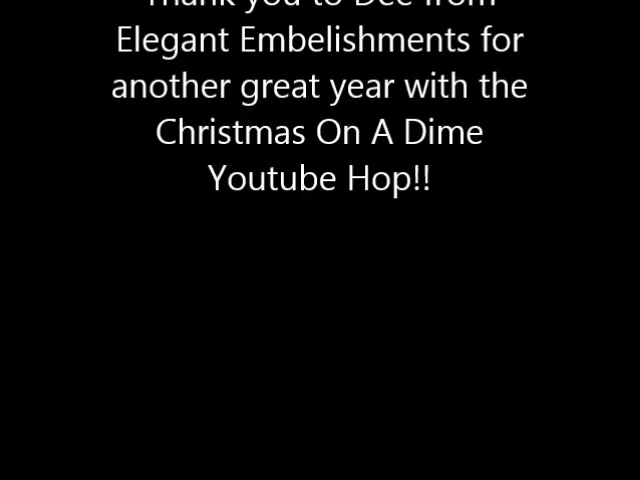 Thank you to Dee from
Elegant Embelishments for
another great year with the
Christmas On A Dime
Youtube Hop!!